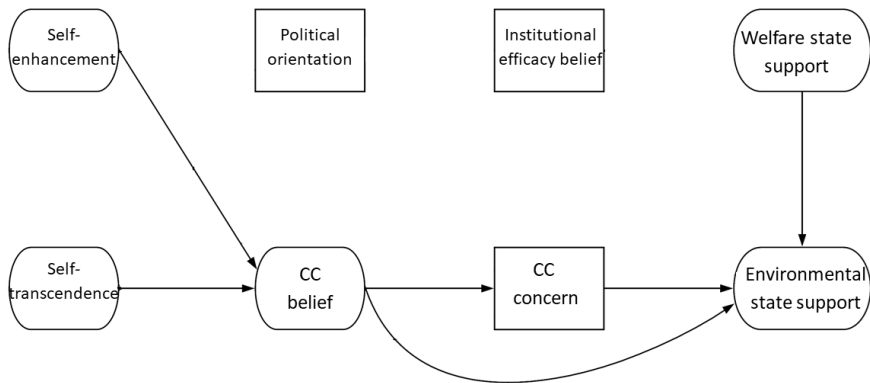 Self-
enhancement
Political
orientation
Institutional
efficacy belief
Welfare state
support
Self-
transcendence
CC
belief
CC
concern
Environmental
state support